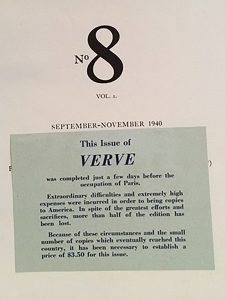 No 8
VOL. 2.
SEPTEMBER-NOVEMBER 1940
This Issue of
VERVE
was completed just a few days before the
occupation of Paris.
Extraordinary difficulties and extremely high
expenses were incurred in order to bring copies
to America. In spite of the greatest efforts and
sacrifices, more than half of the edition has
been lost.
Because of these circumstances and the small
number of copies which eventually reached this
country, it has been necessary to establish a
price of $3.50 for this issue.